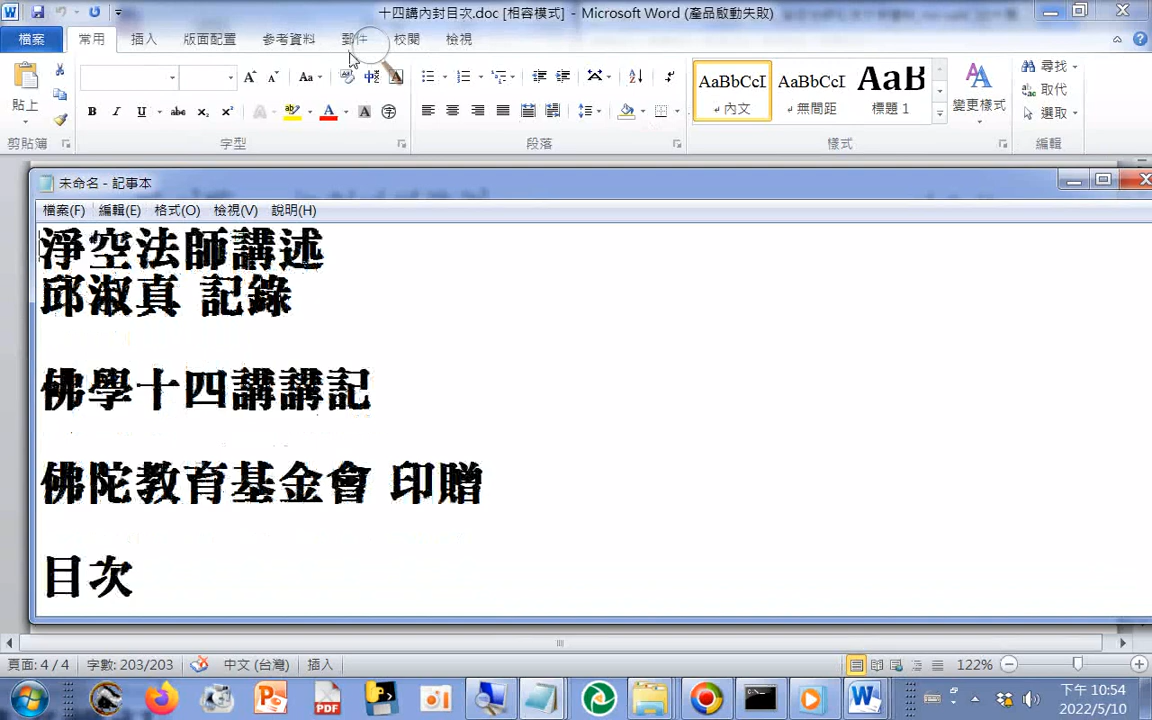 十四講內封目次.doc [相容模式] - Microsoft Word (產品啟動失敗)
檔案 常用 插入 版面配置 參考資料 郵件 校閱 檢視
貼上
AaBbCcI AaBbCcI AaB
內文 無間距 標題 1
變更樣式
尋找
取代
選取
剪貼簿 字型 段落 樣式 編輯
未命名 - 記事本
檔案(F) 編輯(E) 格式(O) 檢視(V) 說明(H)
淨空法師講述
邱淑真 記錄
佛學十四講講記
佛陀教育基金會 印贈
目次
頁面: 4 / 4 字數: 203/203 中文 (台灣) 插入 122%
下午 10:54
2022/5/10